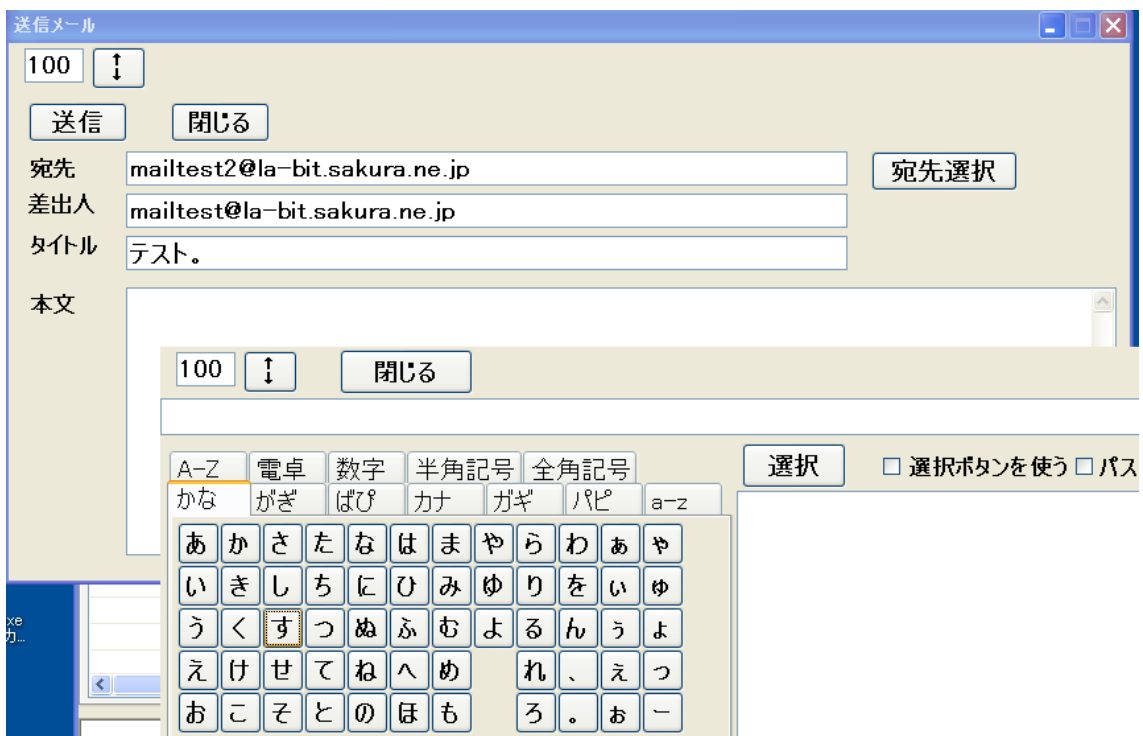 送信メール
100
送信 閉じる
宛先 mailtest2@la-bit.sakura.ne.jp 宛先選択
差出人 mailtest@la-bit.sakura.ne.jp
タイトル テスト。
本文
100 閉じる
A-Z 電卓 数字 半角記号 全角記号 選択 選択ボタンを使う パス
かな がぎ ばぴ カナ ガギ パピ a-z
あ か さ た な は ま や ら わ ぁ ゃ
い き し ち に ひ み ゆ り を ぃ ゅ
う く す つ ぬ ふ む よ る ん ぅ ょ
え け せ て ね へ め れ 、 ぇ っ
お こ そ と の ほ も ろ 。 ぉ ー
xe
カ...